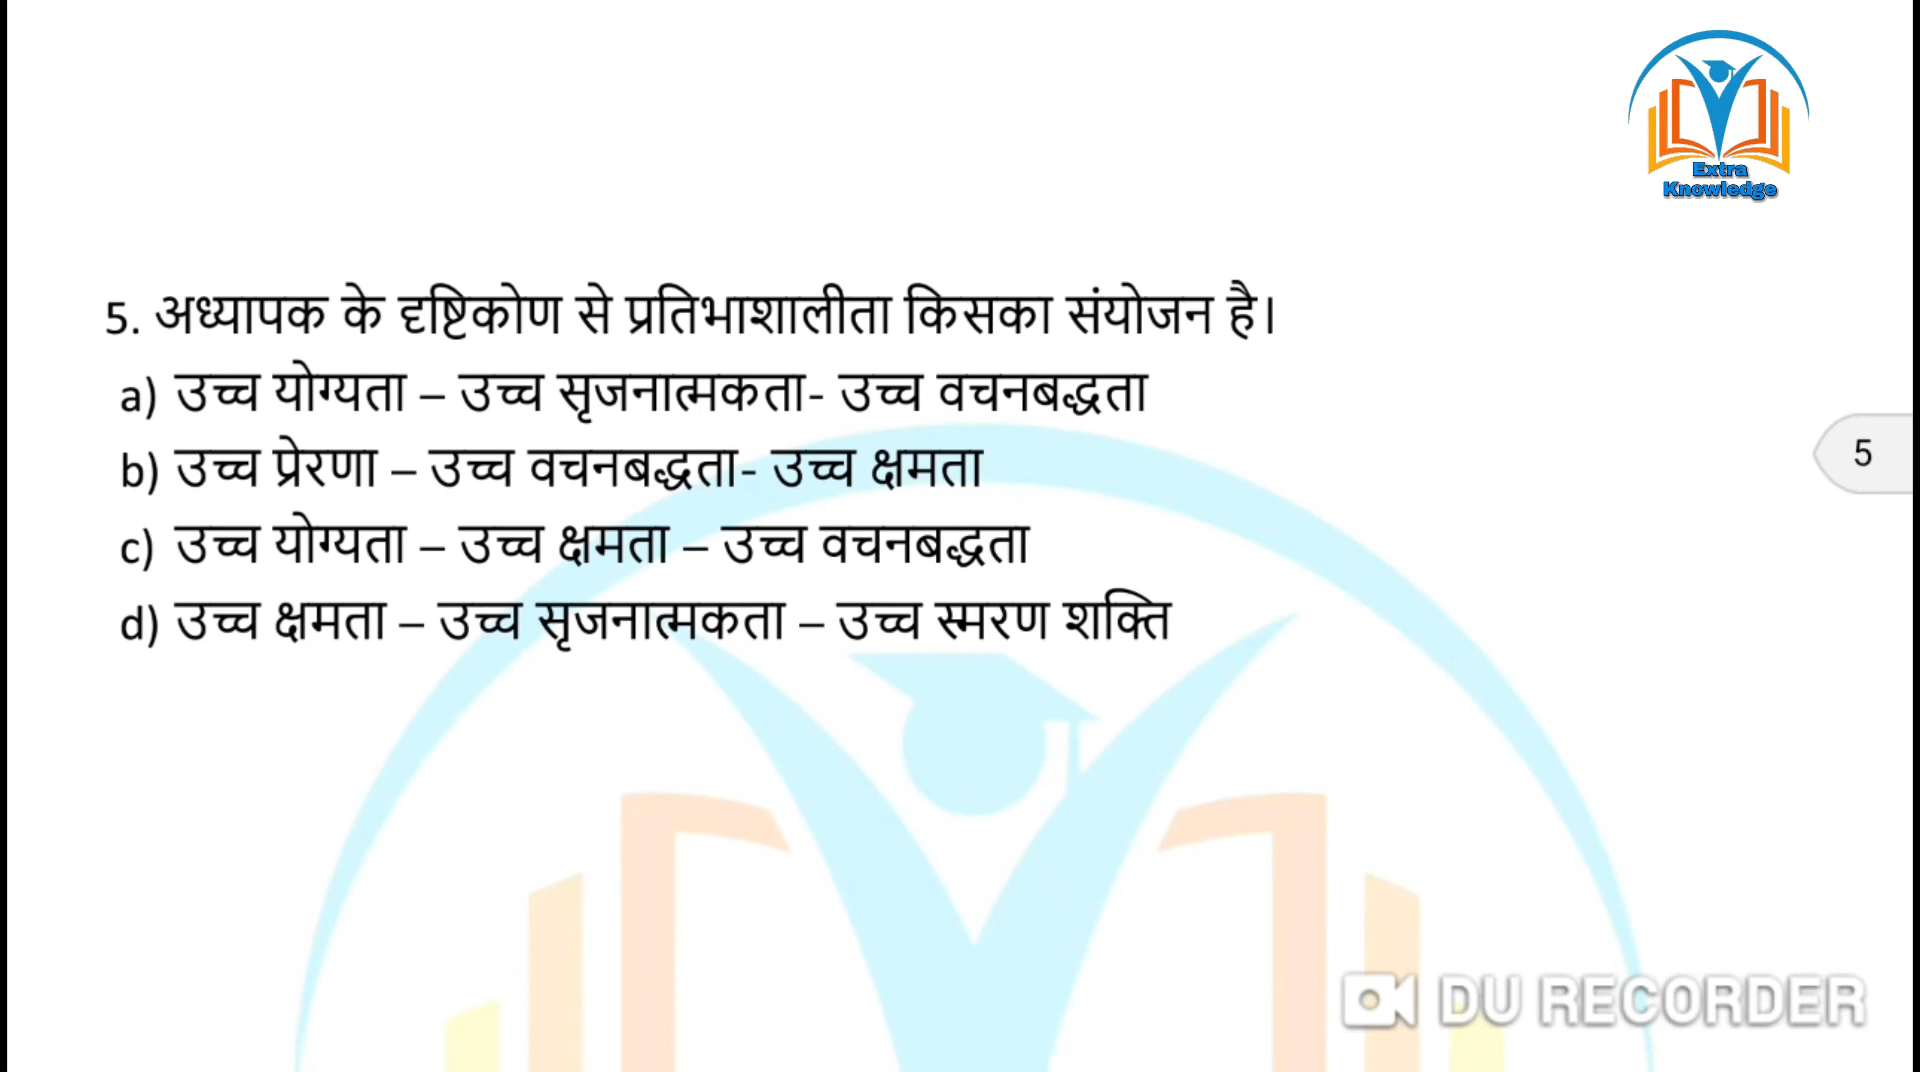 Extra
Knowledge
5. अध्यापक के दृष्टिकोण से प्रतिभाशालीता किसका संयोजन है।
a) उच्च योग्यता – उच्च सृजनात्मकता- उच्च वचनबद्धता
b) उच्च प्रेरणा – उच्च वचनबद्धता- उच्च क्षमता
5
c) उच्च योग्यता – उच्च क्षमता – उच्च वचनबद्धता
d) उच्च क्षमता – उच्च सृजनात्मकता – उच्च स्मरण शक्ति
DU RECORDER